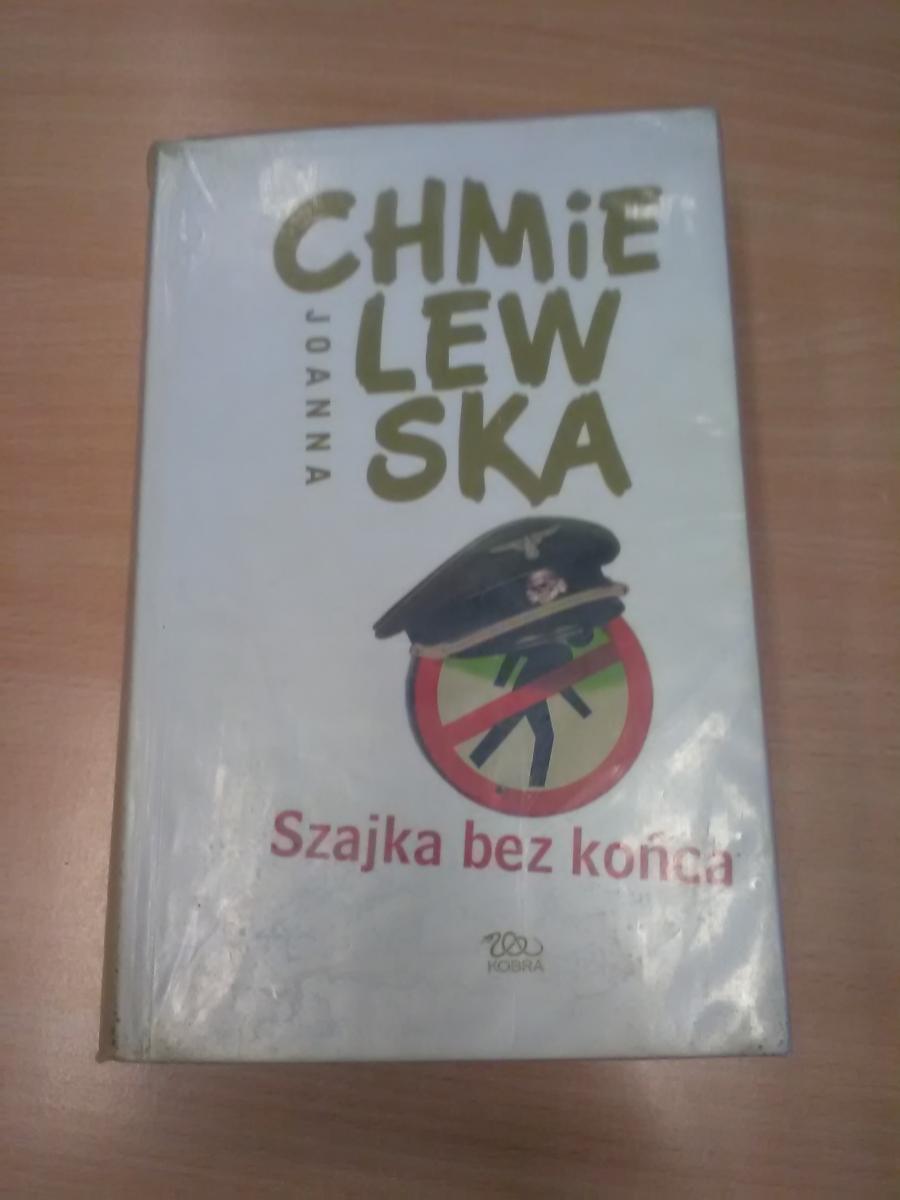 CHMiE
LEW
SKA
JOANNA
Szajka bez końca
KOBRA